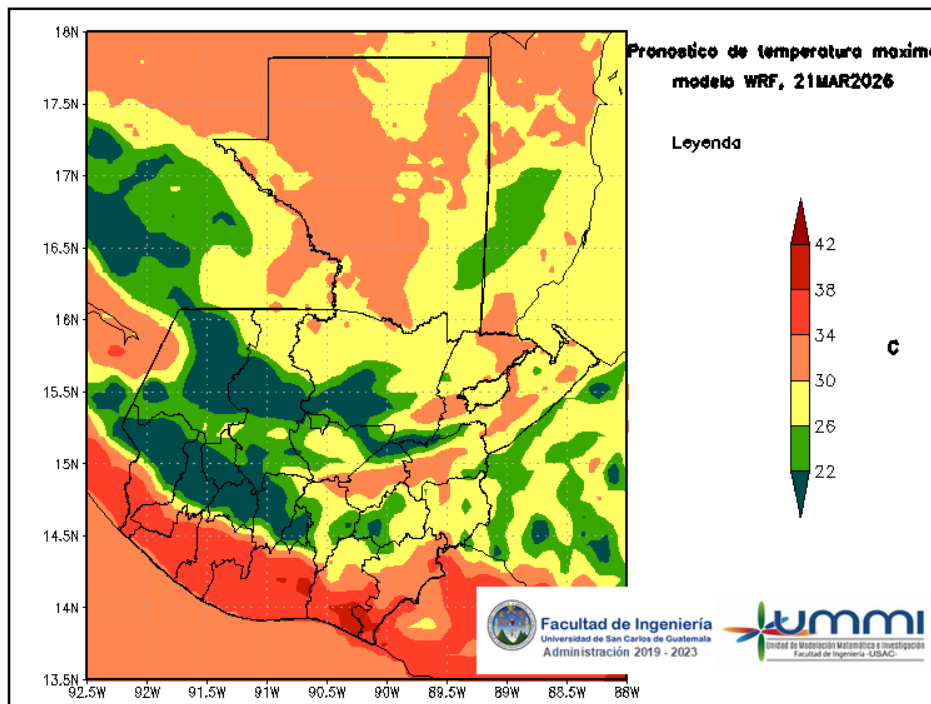 Pronostico de temperatura maxima
modelo WRF, 21MAR2026
Leyenda
42
38
34
30
26
22
C
18N
17.5N
17N
16.5N
16N
15.5N
15N
14.5N
14N
13.5N
92.5W
92W
91.5W
91W
90.5W
90W
89.5W
89W
88.5W
88W
Facultad de Ingeniería
Universidad de San Carlos de Guatemala
Administración 2019 - 2023
ummi
Unidad de Modelación Matemática e Investigación
Facultad de Ingeniería -USAC-